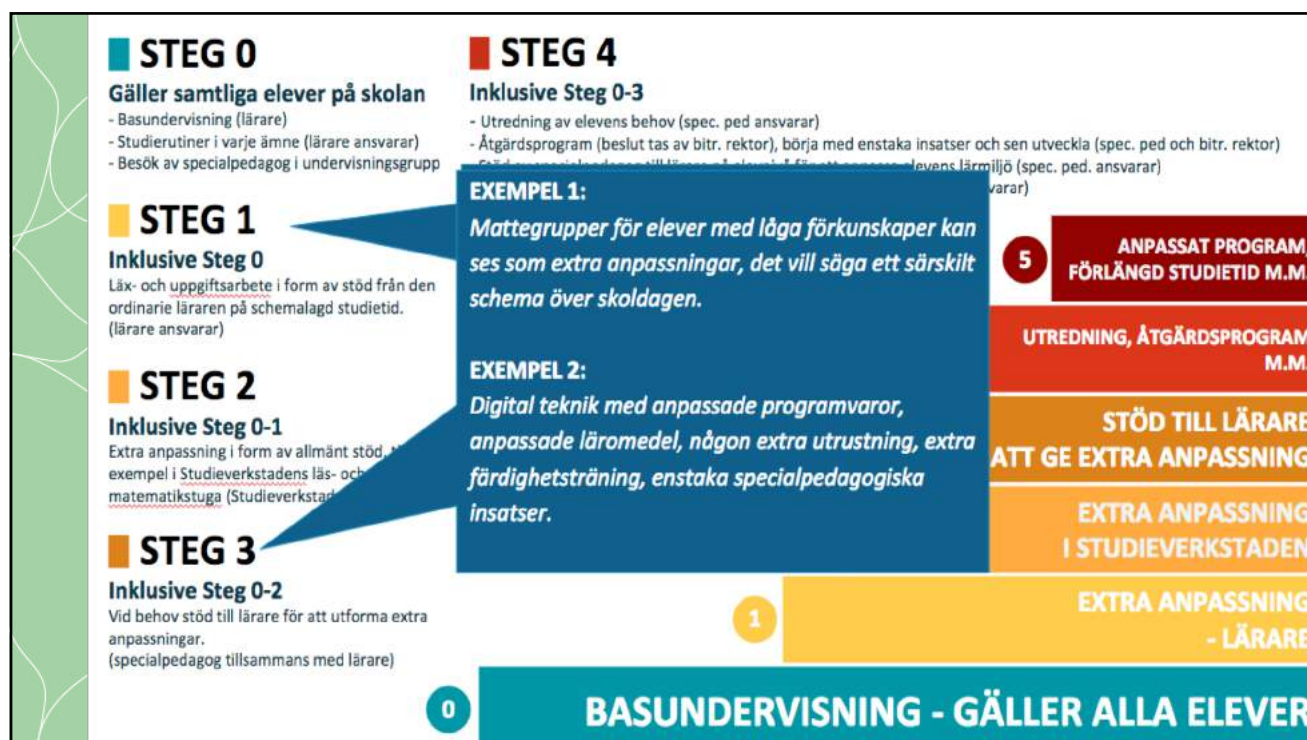 STEG 0
Gäller samtliga elever på skolan
- Basundervisning (lärare)
- Studierutiner i varje ämne (lärare ansvarar)
- Besök av specialpedagog i undervisningsgrupp
STEG 1
Inklusive Steg 0
Läx- och uppgiftsarbete i form av stöd från den
ordinarie läraren på schemalagd studietid.
(lärare ansvarar)
STEG 2
Inklusive Steg 0-1
Extra anpassning i form av allmänt stöd,
exempel i Studieverkstadens läs- och
matematikstuga
STEG 3
Inklusive Steg 0-2
Vid behov stöd till lärare för att utforma extra
anpassningar.
(specialpedagog tillsammans med lärare)
STEG 4
Inklusive Steg 0-3
- Utredning av elevens behov (spec. ped ansvarar)
- Åtgärdsprogram (beslut tas av bitr. rektor), börja med enstaka insatser och sen utveckla (spec. ped och bitr. rektor)
lärmiljö (spec. ped. ansvarar)
EXEMPEL 1:
Mattegrupper för elever med låga förkunskaper kan
ses som extra anpassningar, det vill säga ett särskilt
schema över skoldagen.
EXEMPEL 2:
Digital teknik med anpassade programvaror,
anpassade läromedel, någon extra utrustning, extra
färdighetsträning, enstaka specialpedagogiska
insatser.
5
ANPASSAT PROGRAM,
FÖRLÄNGD STUDIETID M.M.
UTREDNING, ÅTGÄRDSPROGRAM
M.M.
STÖD TILL LÄRARE
ATT GE EXTRA ANPASSNING
EXTRA ANPASSNING
I STUDIEVERKSTADEN
1
EXTRA ANPASSNING
- LÄRARE
0
BASUNDERVISNING - GÄLLER ALLA ELEVER